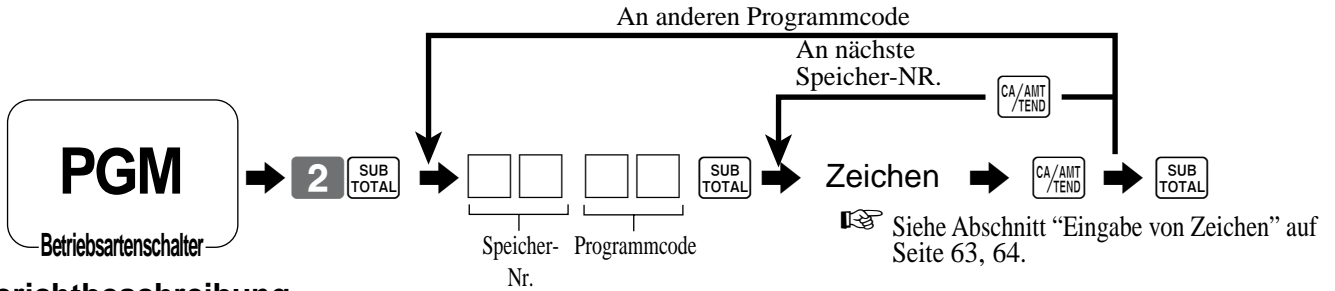 An anderen Programmcode
An nächste
Speicher-NR.
CA/AMT
/TEND
PGM
Betriebsartenschalter
2
SUB
TOTAL
SUB
TOTAL
Zeichen
CA/AMT
/TEND
SUB
TOTAL
Speicher-
Nr.
Programmcode
Siehe Abschnitt “Eingabe von Zeichen” auf
Seite 63, 64.